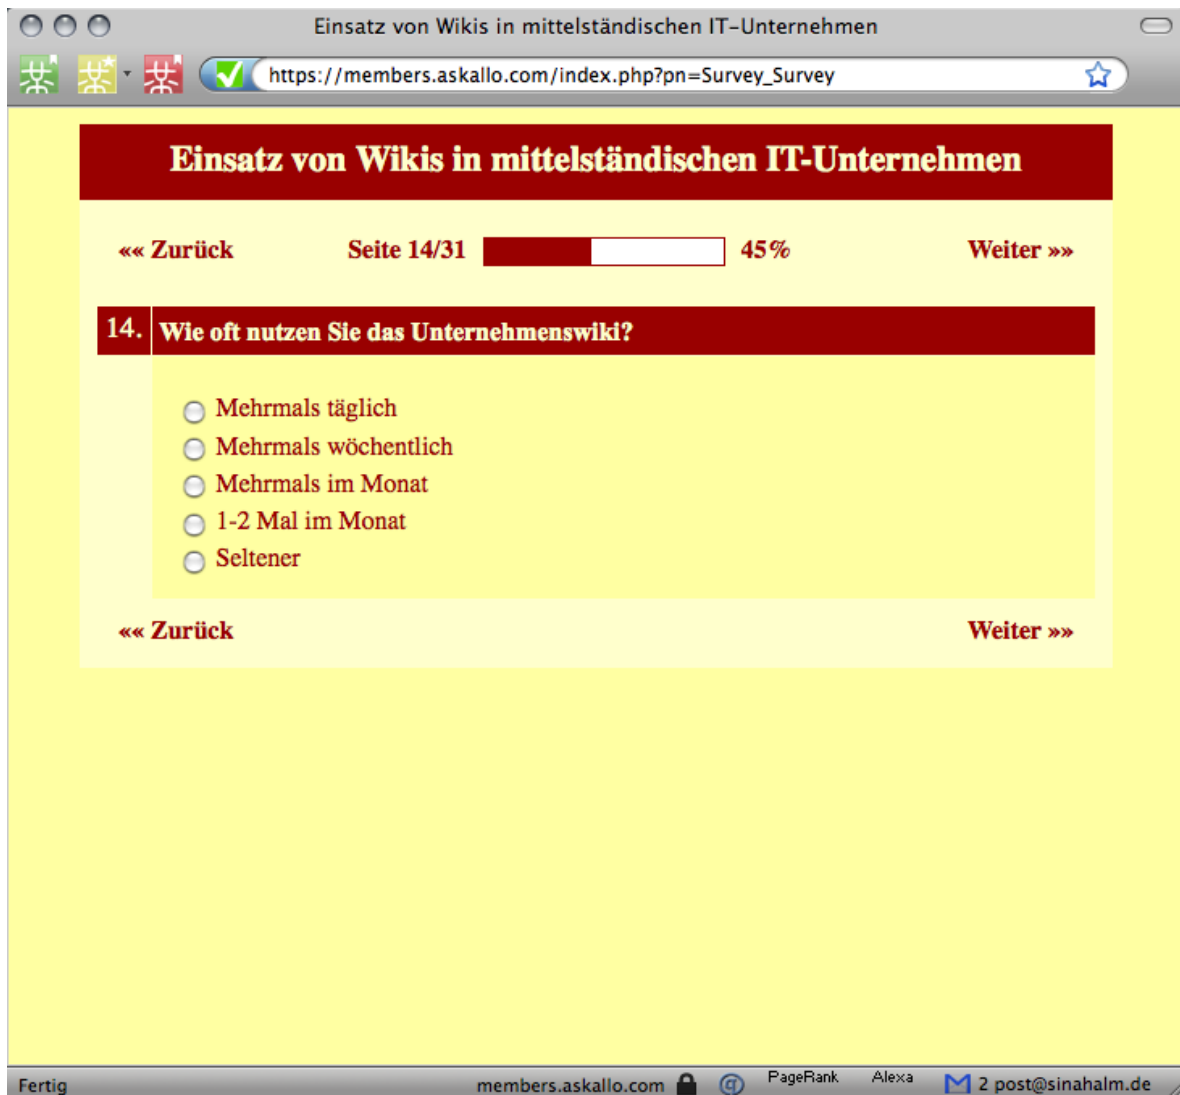 Einsatz von Wikis in mittelständischen IT-Unternehmen
https://members.askallo.com/index.php?pn=Survey_Survey
Einsatz von Wikis in mittelständischen IT-Unternehmen
«« Zurück Seite 14/31 45% Weiter »»
14. Wie oft nutzen Sie das Unternehmenswiki?
Mehrmals täglich
Mehrmals wöchentlich
Mehrmals im Monat
1-2 Mal im Monat
Seltener
«« Zurück Weiter »»
Fertig members.askallo.com PageRank Alexa 2 post@sinahalm.de